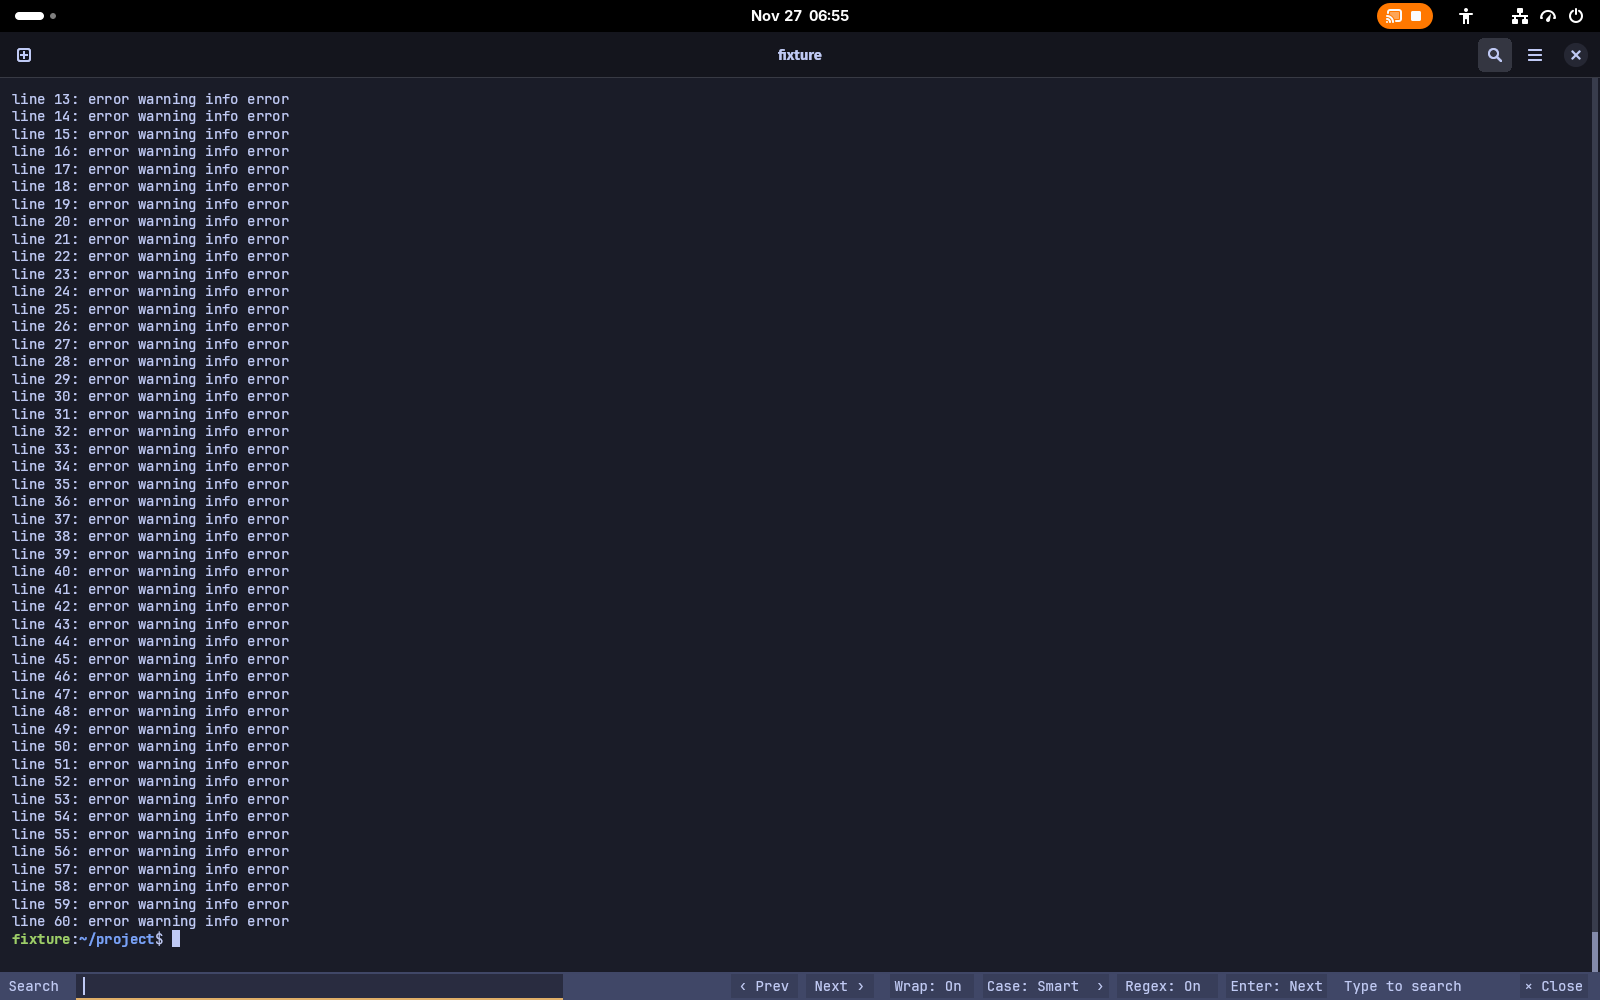 Nov 27 06:55
fixture
line 13: error warning info error
line 14: error warning info error
line 15: error warning info error
line 16: error warning info error
line 17: error warning info error
line 18: error warning info error
line 19: error warning info error
line 20: error warning info error
line 21: error warning info error
line 22: error warning info error
line 23: error warning info error
line 24: error warning info error
line 25: error warning info error
line 26: error warning info error
line 27: error warning info error
line 28: error warning info error
line 29: error warning info error
line 30: error warning info error
line 31: error warning info error
line 32: error warning info error
line 33: error warning info error
line 34: error warning info error
line 35: error warning info error
line 36: error warning info error
line 37: error warning info error
line 38: error warning info error
line 39: error warning info error
line 40: error warning info error
line 41: error warning info error
line 42: error warning info error
line 43: error warning info error
line 44: error warning info error
line 45: error warning info error
line 46: error warning info error
line 47: error warning info error
line 48: error warning info error
line 49: error warning info error
line 50: error warning info error
line 51: error warning info error
line 52: error warning info error
line 53: error warning info error
line 54: error warning info error
line 55: error warning info error
line 56: error warning info error
line 57: error warning info error
line 58: error warning info error
line 59: error warning info error
line 60: error warning info error
fixture:~/project$
Search ‹ Prev Next › Wrap: On Case: Smart › Regex: On Enter: Next Type to search × Close